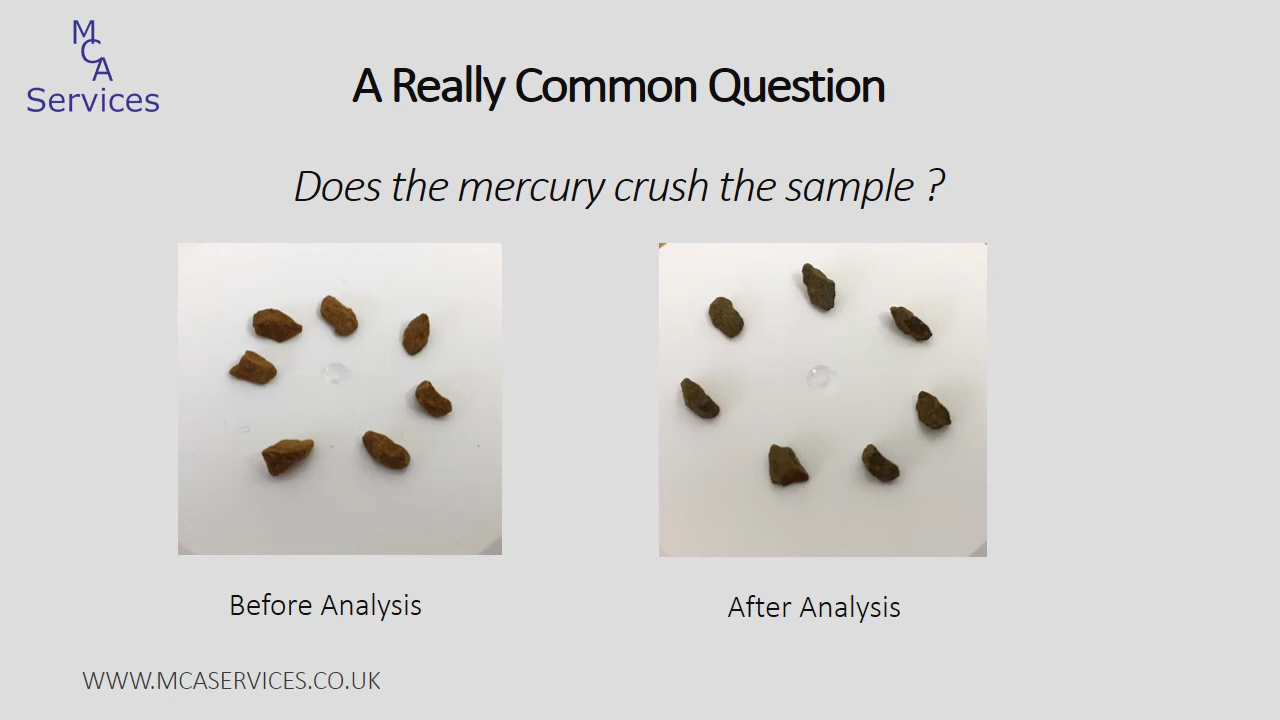 M
C
A
Services
A Really Common Question
Does the mercury crush the sample ?
Before Analysis
After Analysis
WWW.MCASERVICES.CO.UK